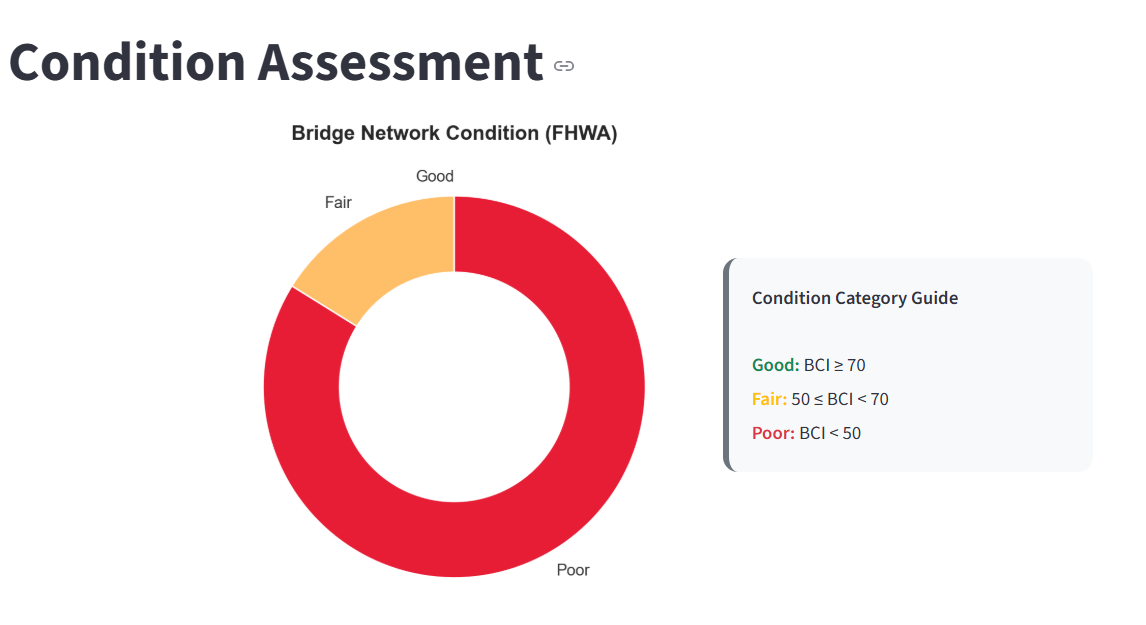 Condition Assessment
Bridge Network Condition (FHWA)
Good
Fair
Poor
Condition Category Guide
Good: BCI ≥ 70
Fair: 50 ≤ BCI < 70
Poor: BCI < 50